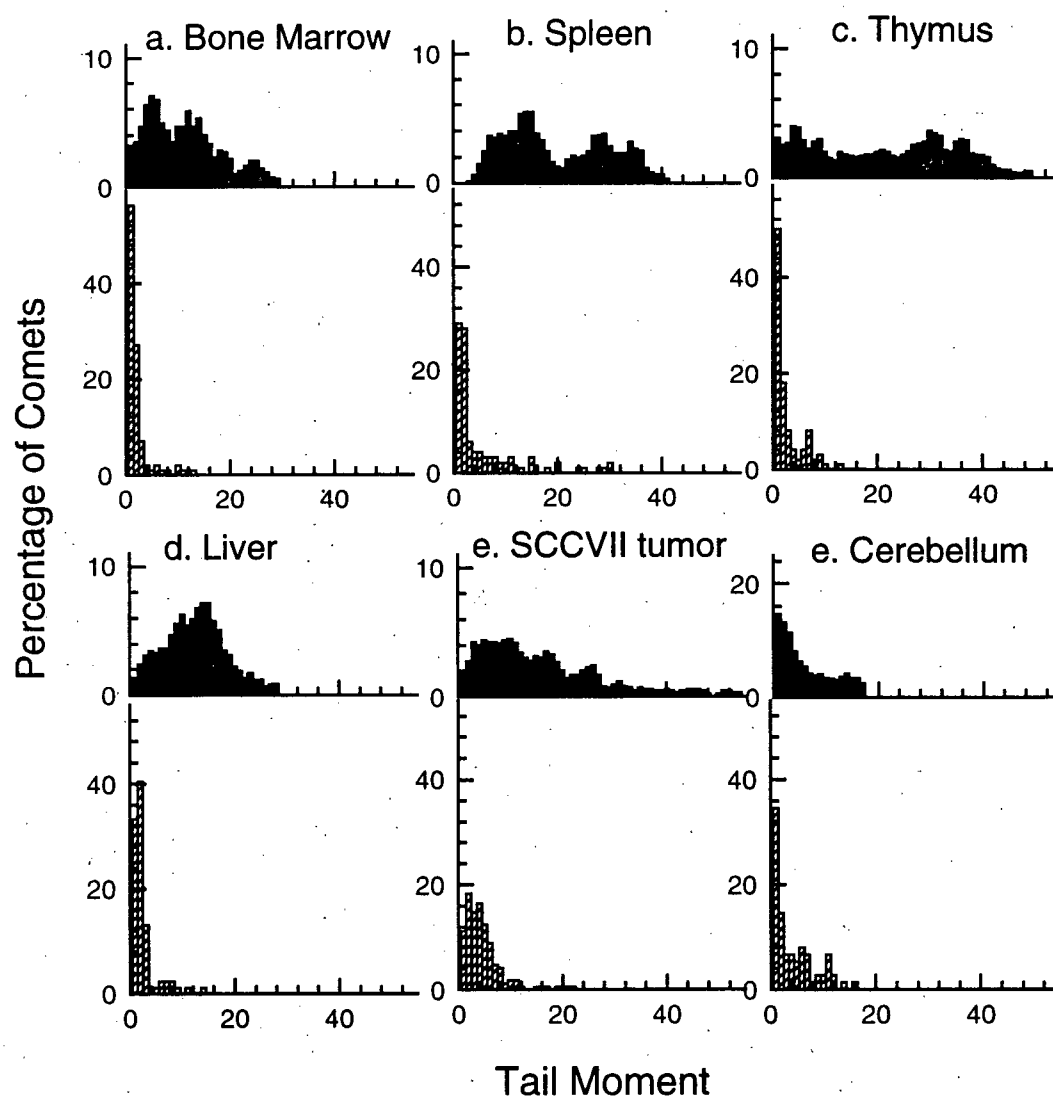 a. Bone Marrow
b. Spleen
c. Thymus
10
0
10
0
10
0
40
20
0
40
20
0
40
20
0
0 20 40
0 20 40
0 20 40
d. Liver
e. SCCVII tumor
e. Cerebellum
10
0
10
0
20
0
40
20
0
40
20
0
40
20
0
0 20 40
0 20 40
0 20 40
Percentage of Comets
Tail Moment